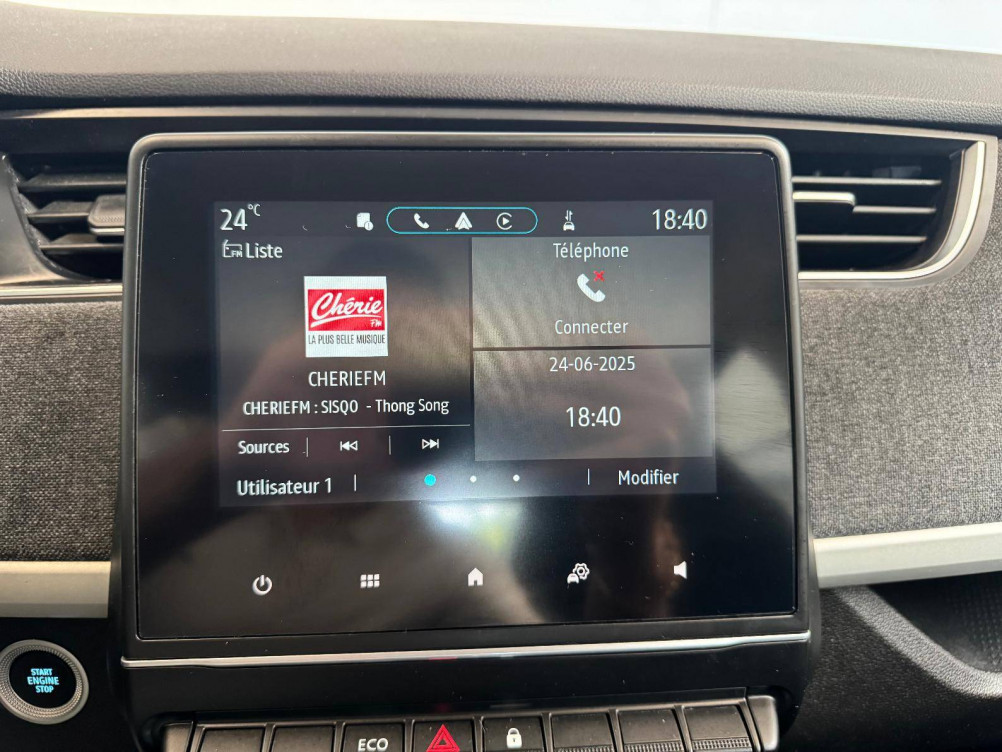 24°C
18:40
FM Liste
Téléphone
Chérie
FM
LA PLUS BELLE MUSIQUE
Connecter
CHERIEFM
24-06-2025
CHERIEFM : SISQO - Thong Song
18:40
Sources
Utilisateur 1
Modifier
START
ENGINE
STOP
ECO